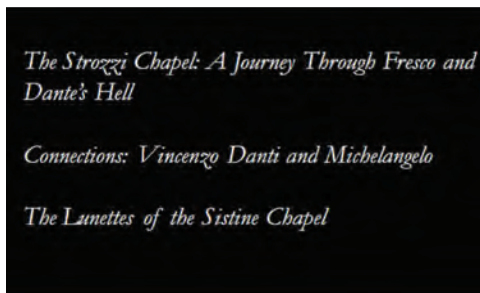 The Strozzi Chapel: A Journey Through Fresco and
Dante's Hell
Connections: Vincenzo Danti and Michelangelo
The Lunettes of the Sistine Chapel